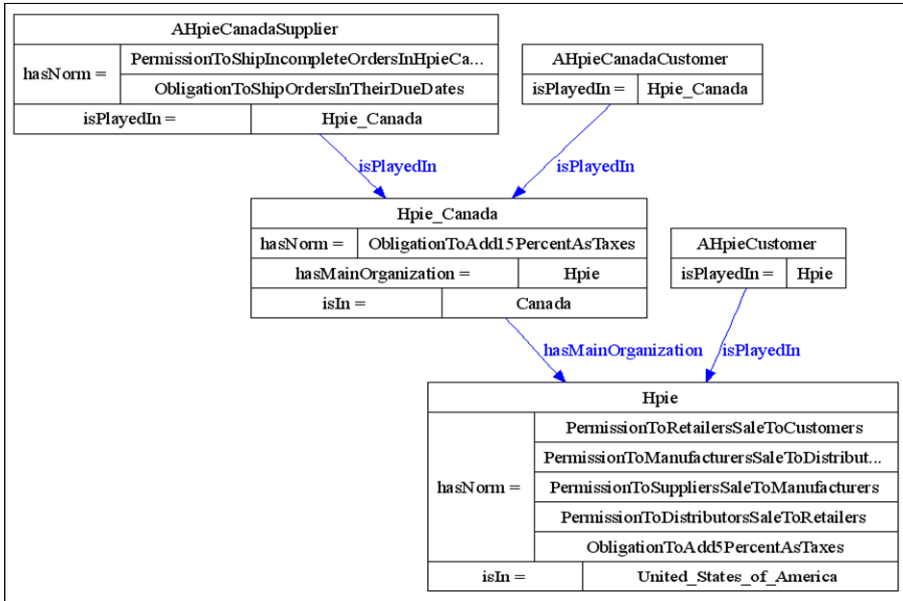 AHpieCanadaSupplier
hasNorm =
PermissionToShipIncompleteOrdersInHpieCa...
ObligationToShipOrdersInTheirDueDates
isPlayedIn = Hpie_Canada
AHpieCanadaCustomer
isPlayedIn = Hpie_Canada
isPlayedIn
isPlayedIn
Hpie_Canada
hasNorm = ObligationToAdd15PercentAsTaxes
hasMainOrganization = Hpie
isIn = Canada
AHpieCustomer
isPlayedIn = Hpie
hasMainOrganization
isPlayedIn
Hpie
hasNorm =
PermissionToRetailersSaleToCustomers
PermissionToManufacturersSaleToDistribut...
PermissionToSuppliersSaleToManufacturers
PermissionToDistributorsSaleToRetailers
ObligationToAdd5PercentAsTaxes
isIn = United_States_of_America